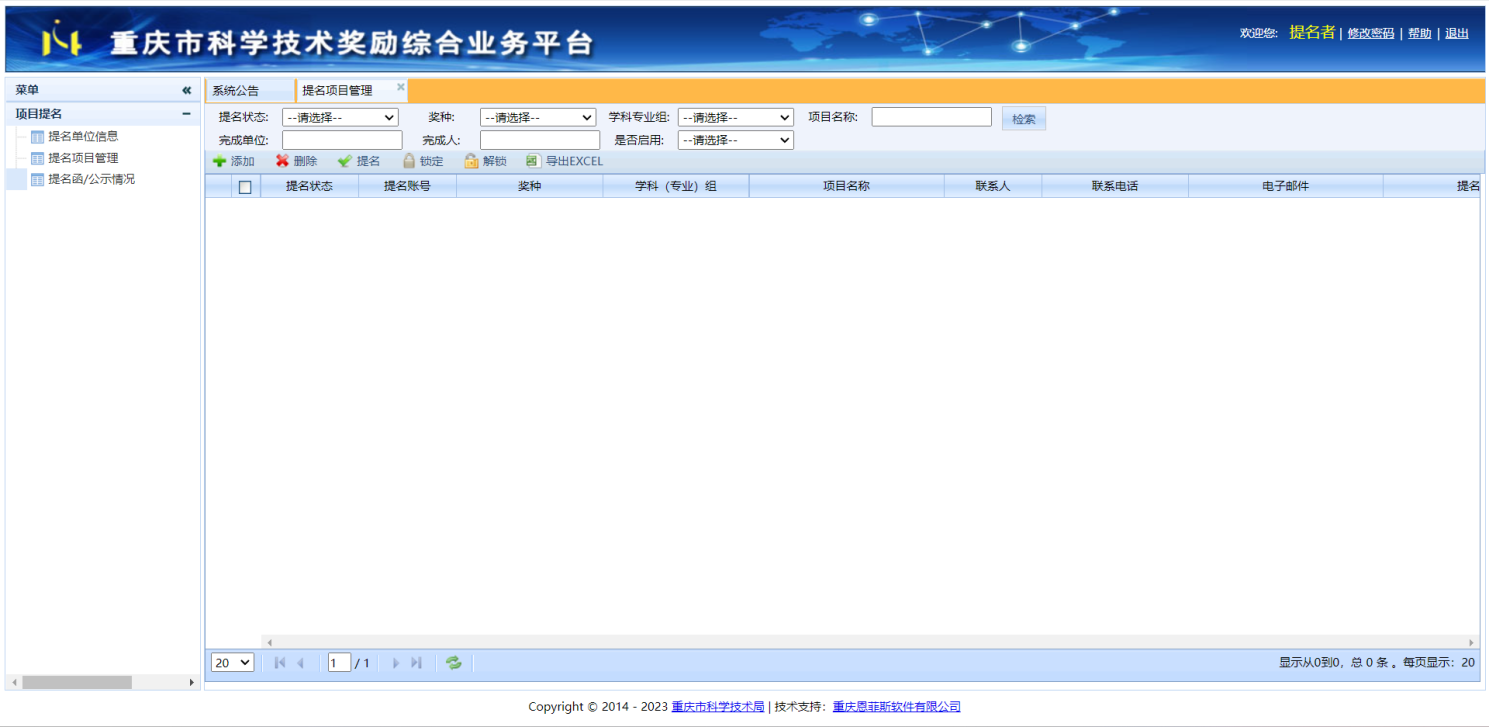 重庆市科学技术奖励综合业务平台
欢迎您: 提名者 | 修改密码 | 帮助 | 退出
菜单
项目提名
提名单位信息
提名项目管理
提名函/公示情况
系统公告 提名项目管理
提名状态: --请选择-- 奖种: --请选择-- 学科专业组: --请选择-- 项目名称: 检索
完成单位: 完成人: 是否启用: --请选择--
添加 删除 提名 锁定 解锁 导出EXCEL
提名状态 提名账号 奖种 学科（专业）组 项目名称 联系人 联系电话 电子邮件 提名
20 1 / 1 显示从0到0，总 0 条 。每页显示：20
Copyright © 2014 - 2023 重庆市科学技术局 | 技术支持：重庆恩菲斯软件有限公司